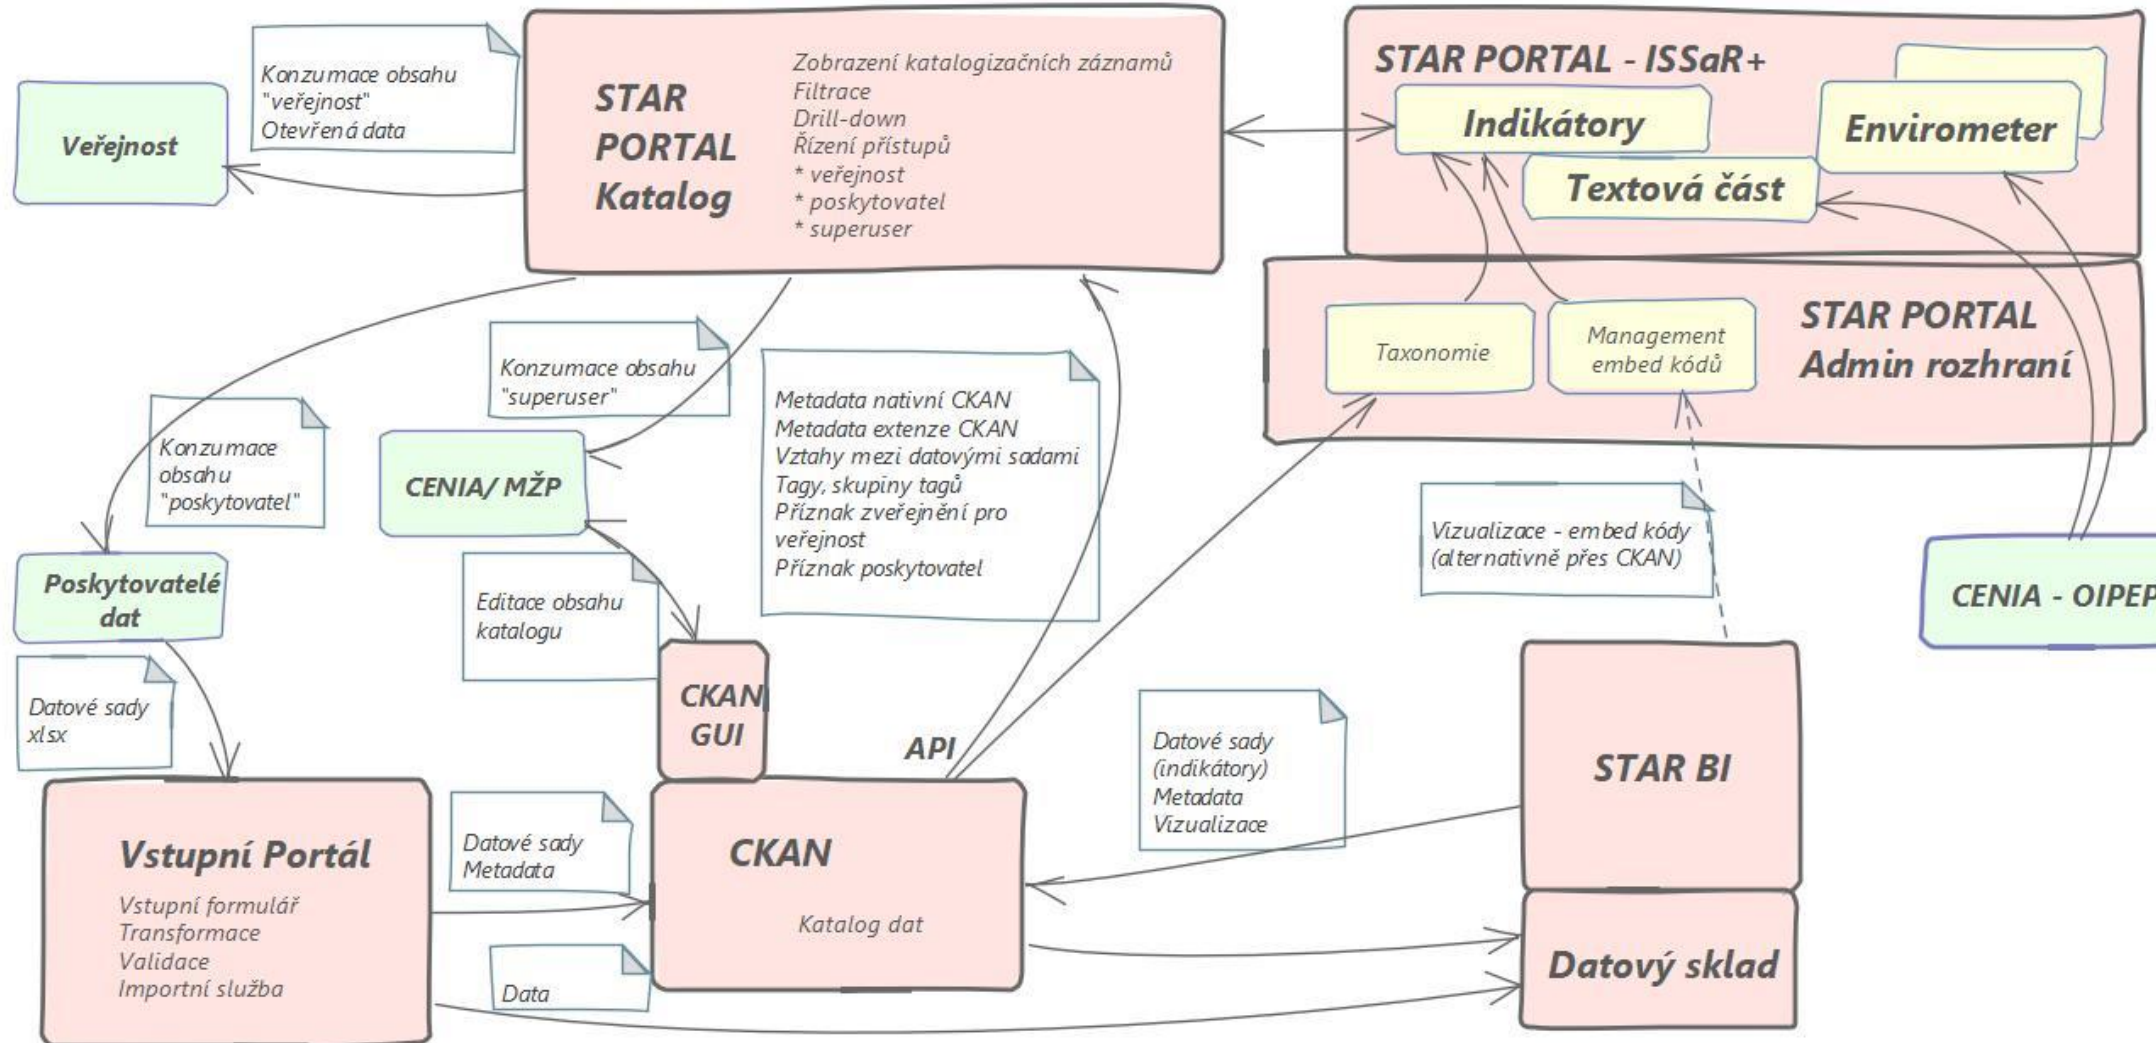 Veřejnost
Konzumace obsahu
"veřejnost"
Otevřená data
STAR
PORTAL
Katalog
Zobrazení katalogizačních záznamů
Filtrace
Drill-down
Řízení přístupů
* veřejnost
* poskytovatel
* superuser
STAR PORTAL - ISSaR+
Indikátory
Textová část
Envirometer
Taxonomie
Management
embed kódů
STAR PORTAL
Admin rozhraní
Konzumace obsahu
"superuser"
Konzumace
obsahu
"poskytovatel"
CENIA/ MŽP
Metadata nativní CKAN
Metadata extenze CKAN
Vztahy mezi datovými sadami
Tagy, skupiny tagů
Příznak zveřejnění pro
veřejnost
Příznak poskytovatel
Vizualizace - embed kódy
(alternativně přes CKAN)
CENIA - OIPEP
Poskytovatelé
dat
Editace obsahu
katalogu
Datové sady
xlsx
CKAN
GUI
API
Datové sady
(indikátory)
Metadata
Vizualizace
STAR BI
Vstupní Portál
Vstupní formulář
Transformace
Validace
Importní služba
Datové sady
Metadata
CKAN
Katalog dat
Data
Datový sklad